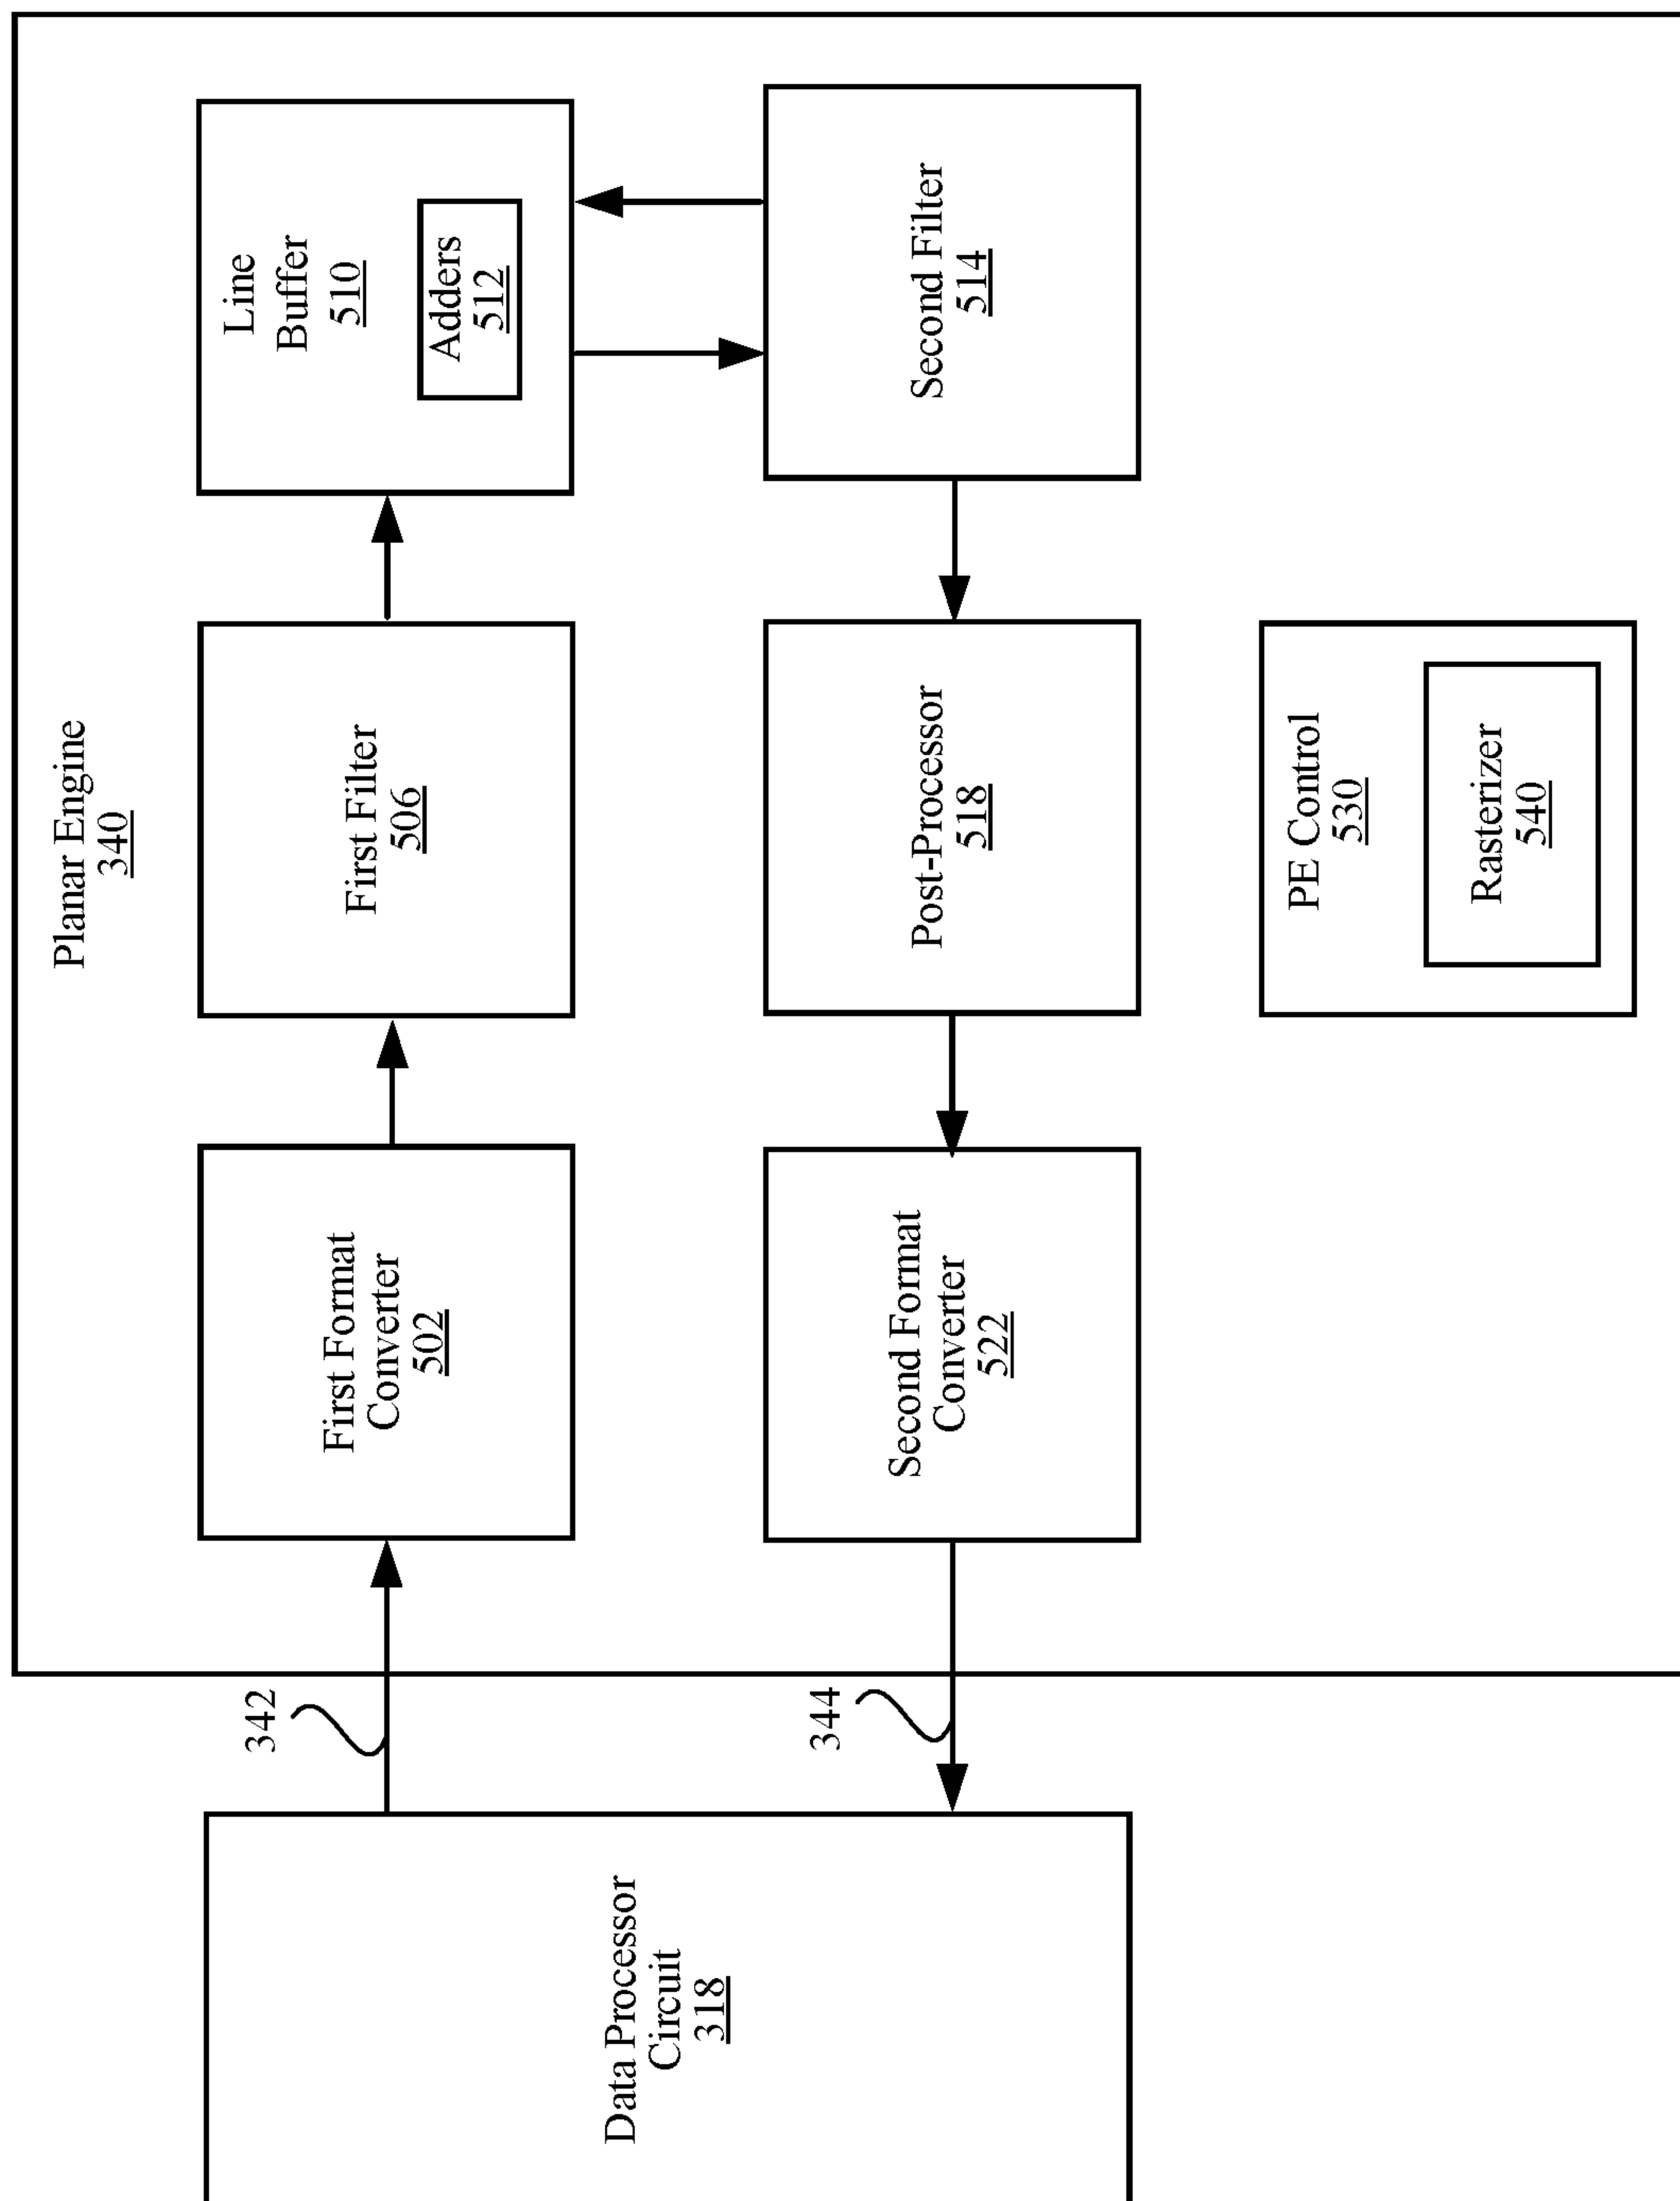 Planar Engine
340
First Format
Converter
502
First Filter
506
Line
Buffer
510
Adders
512
342
Data Processor
Circuit
318
344
Second Format
Converter
522
Post-Processor
518
Second Filter
514
PE Control
530
Rasterizer
540